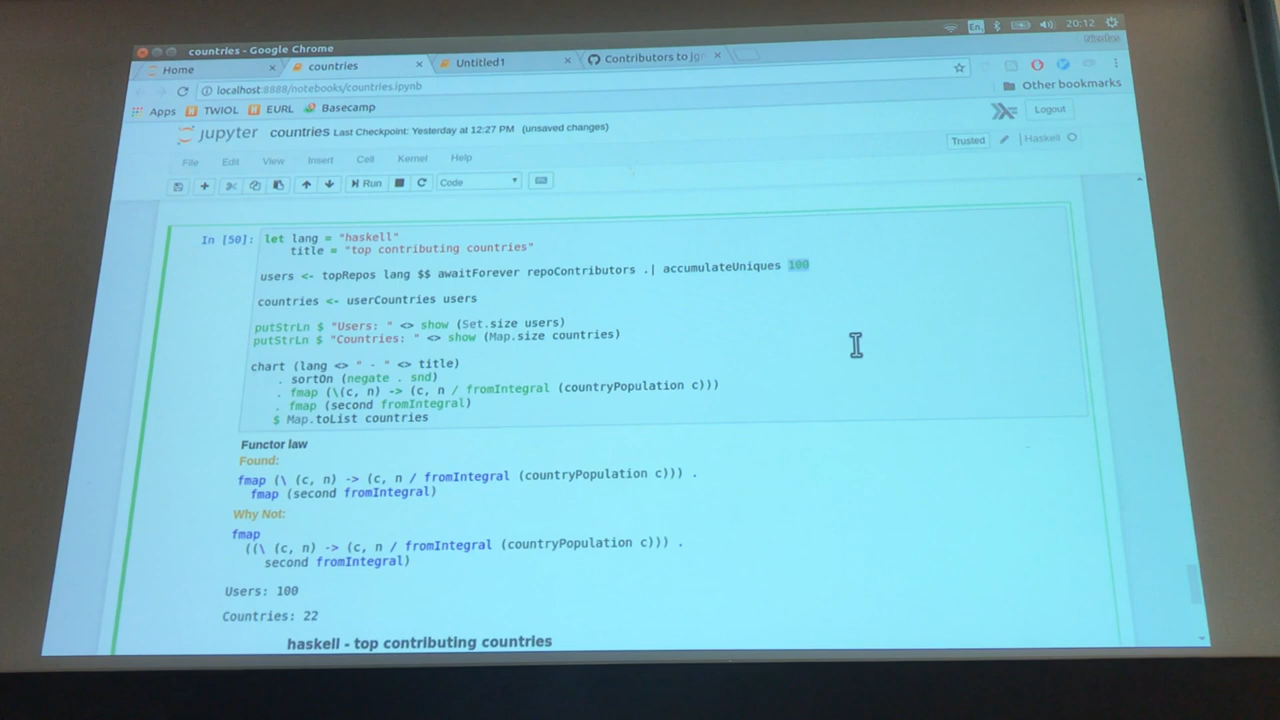 En 20:12
countries - Google Chrome
Home countries Untitled1 Contributors to jgm
localhost:8888/notebooks/countries.ipynb
Apps TWIOL EURL Basecamp Other bookmarks
jupyter countries Last Checkpoint: Yesterday at 12:27 PM (unsaved changes) Logout
File Edit View Insert Cell Kernel Help Trusted Haskell
Run Code
In [50]: let lang = "haskell"
title = "top contributing countries"
users <- topRepos lang $$ awaitForever repoContributors .| accumulateUniques 100
countries <- userCountries users
putStrLn $ "Users: " <> show (Set.size users)
putStrLn $ "Countries: " <> show (Map.size countries)
chart (lang <> " - " <> title)
. sortOn (negate . snd)
. fmap (\(c, n) -> (c, n / fromIntegral (countryPopulation c)))
. fmap (second fromIntegral)
$ Map.toList countries
Functor law
Found:
fmap (\ (c, n) -> (c, n / fromIntegral (countryPopulation c))) .
fmap (second fromIntegral)
Why Not:
fmap
((\ (c, n) -> (c, n / fromIntegral (countryPopulation c))) .
second fromIntegral)
Users: 100
Countries: 22
haskell - top contributing countries